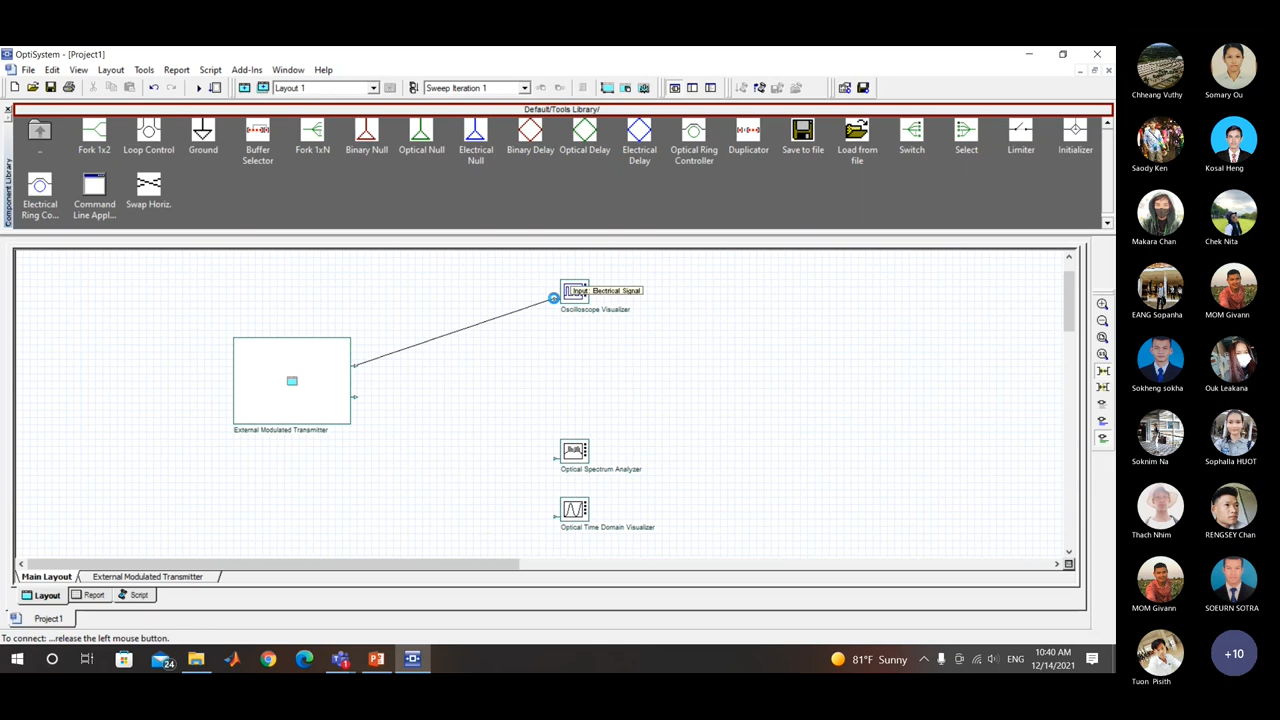 OptiSystem - [Project1]
File Edit View Layout Tools Report Script Add-Ins Window Help
Layout 1
Sweep Iteration 1
Default/Tools Library/
Component Library
..
Fork 1x2
Loop Control
Ground
Buffer Selector
Fork 1xN
Binary Null
Optical Null
Electrical Null
Binary Delay
Optical Delay
Electrical Delay
Optical Ring Controller
Duplicator
Save to file
Load from file
Switch
Select
Limiter
Initializer
Electrical Ring Co...
Command Line Appl...
Swap Horiz.
Input: Electrical Signal
Oscilloscope Visualizer
External Modulated Transmitter
Optical Spectrum Analyzer
Optical Time Domain Visualizer
Main Layout
External Modulated Transmitter
Layout
Report
Script
Project1
To connect: ...release the left mouse button.
24
1
81°F Sunny
ENG
10:40 AM
12/14/2021
Chheang Vuthy
Somary Ou
Saody Ken
Kosal Heng
Makara Chan
Chek Nita
EANG Sopanha
MOM Givann
Sokheng sokha
Ouk Leakana
Soknim Na
Sophalla HUOT
Thach Nhim
RENGSEY Chan
MOM Givann
SOEURN SOTRA
Tuon Pisith
+10